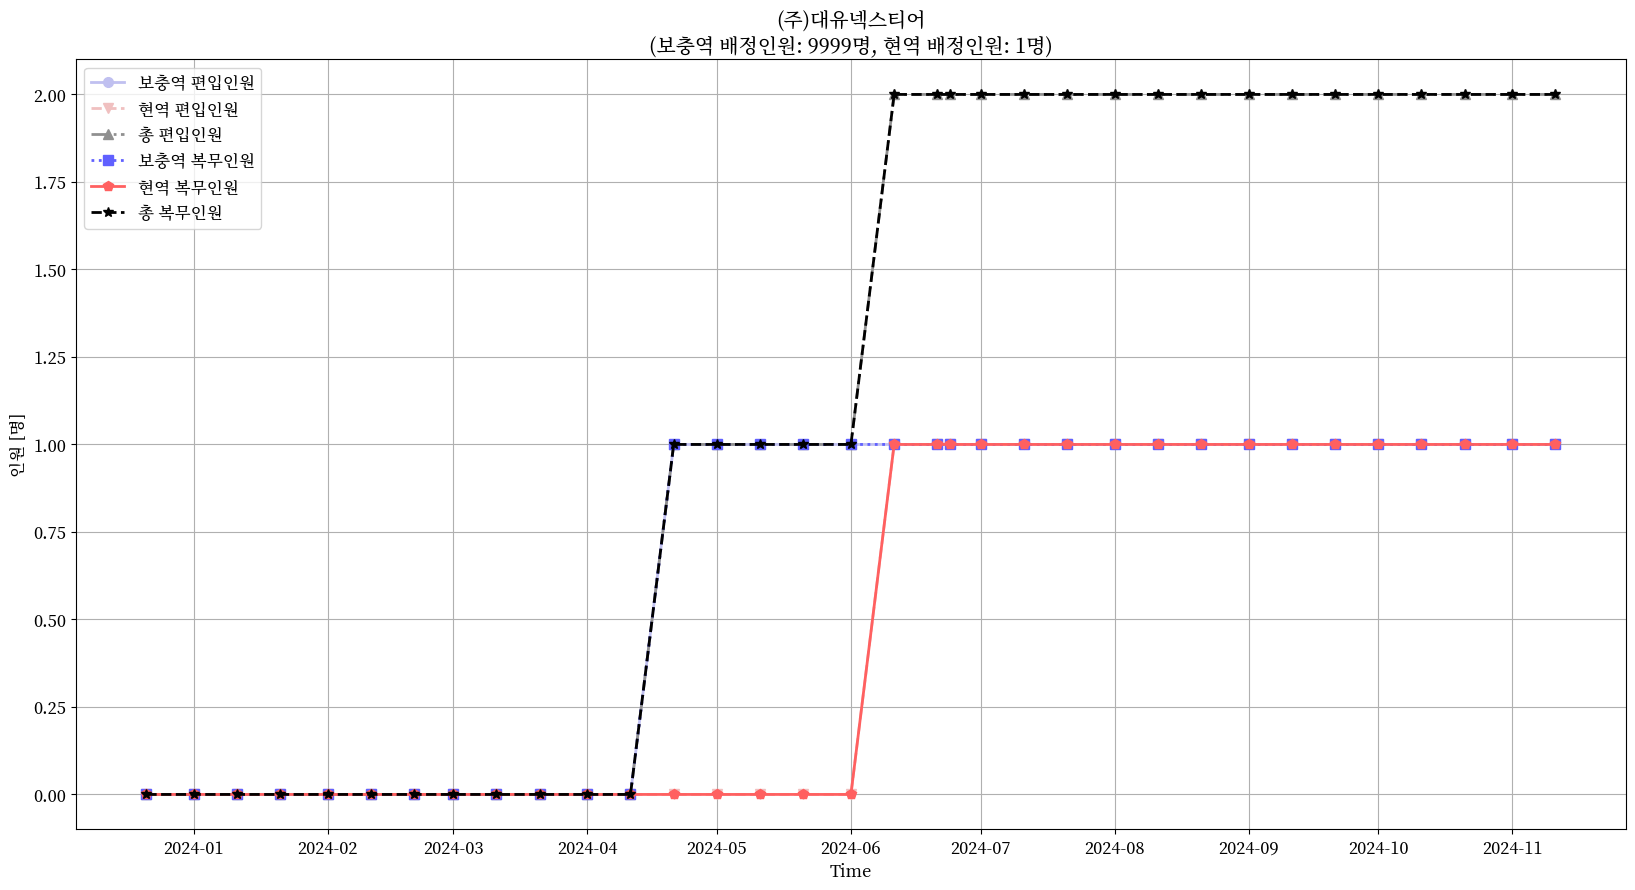 (주)대유넥스티어
(보충역 배정인원: 9999명, 현역 배정인원: 1명)
보충역 편입인원
현역 편입인원
총 편입인원
보충역 복무인원
현역 복무인원
총 복무인원
2.00
1.75
1.50
1.25
1.00
0.75
0.50
0.25
0.00
인원 [명]
2024-01 2024-02 2024-03 2024-04 2024-05 2024-06 2024-07 2024-08 2024-09 2024-10 2024-11
Time